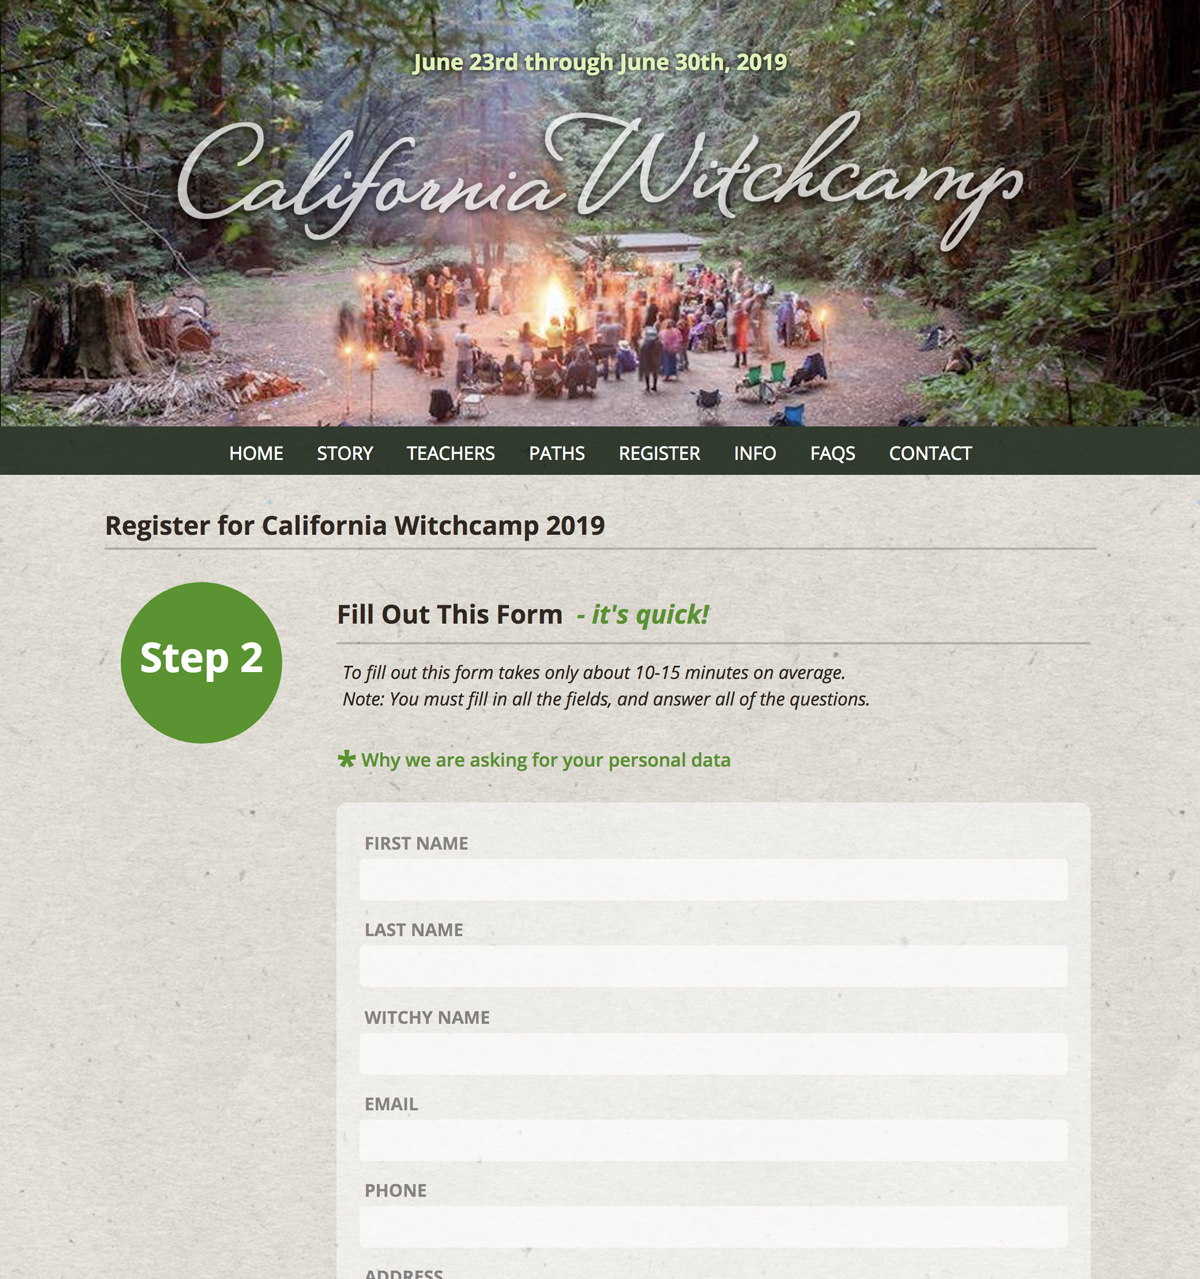 June 23rd through June 30th, 2019
California Witchcamp
HOME STORY TEACHERS PATHS REGISTER INFO FAQS CONTACT
Register for California Witchcamp 2019
Step 2
Fill Out This Form - it's quick!
To fill out this form takes only about 10-15 minutes on average.
Note: You must fill in all the fields, and answer all of the questions.
* Why we are asking for your personal data
FIRST NAME
LAST NAME
WITCHY NAME
EMAIL
PHONE
ADDRESS